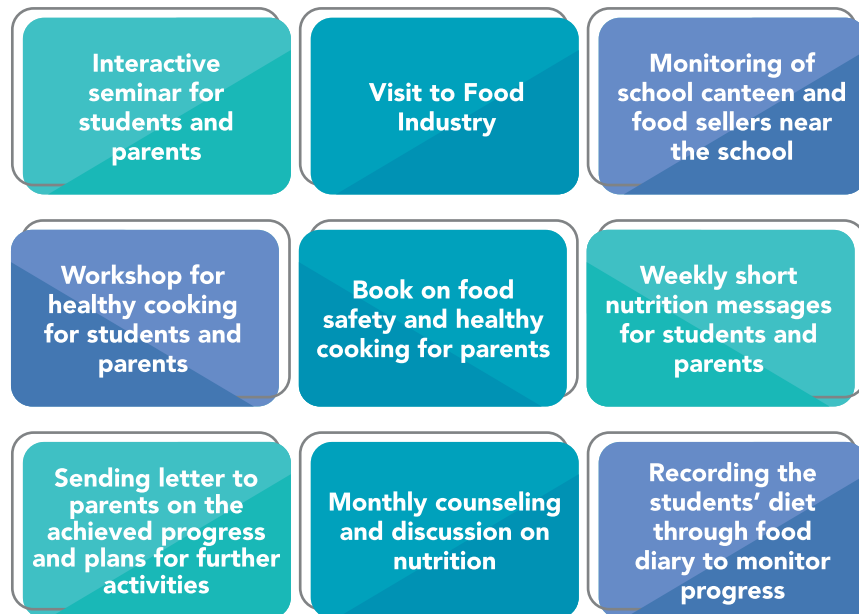 Interactive
seminar for
students and
parents
Visit to Food
Industry
Monitoring of
school canteen and
food sellers near
the school
Workshop for
healthy cooking
for students and
parents
Book on food
safety and healthy
cooking for parents
Weekly short
nutrition messages
for students and
parents
Sending letter to
parents on the
achieved progress
and plans for further
activities
Monthly counseling
and discussion on
nutrition
Recording the
students’ diet
through food
diary to monitor
progress